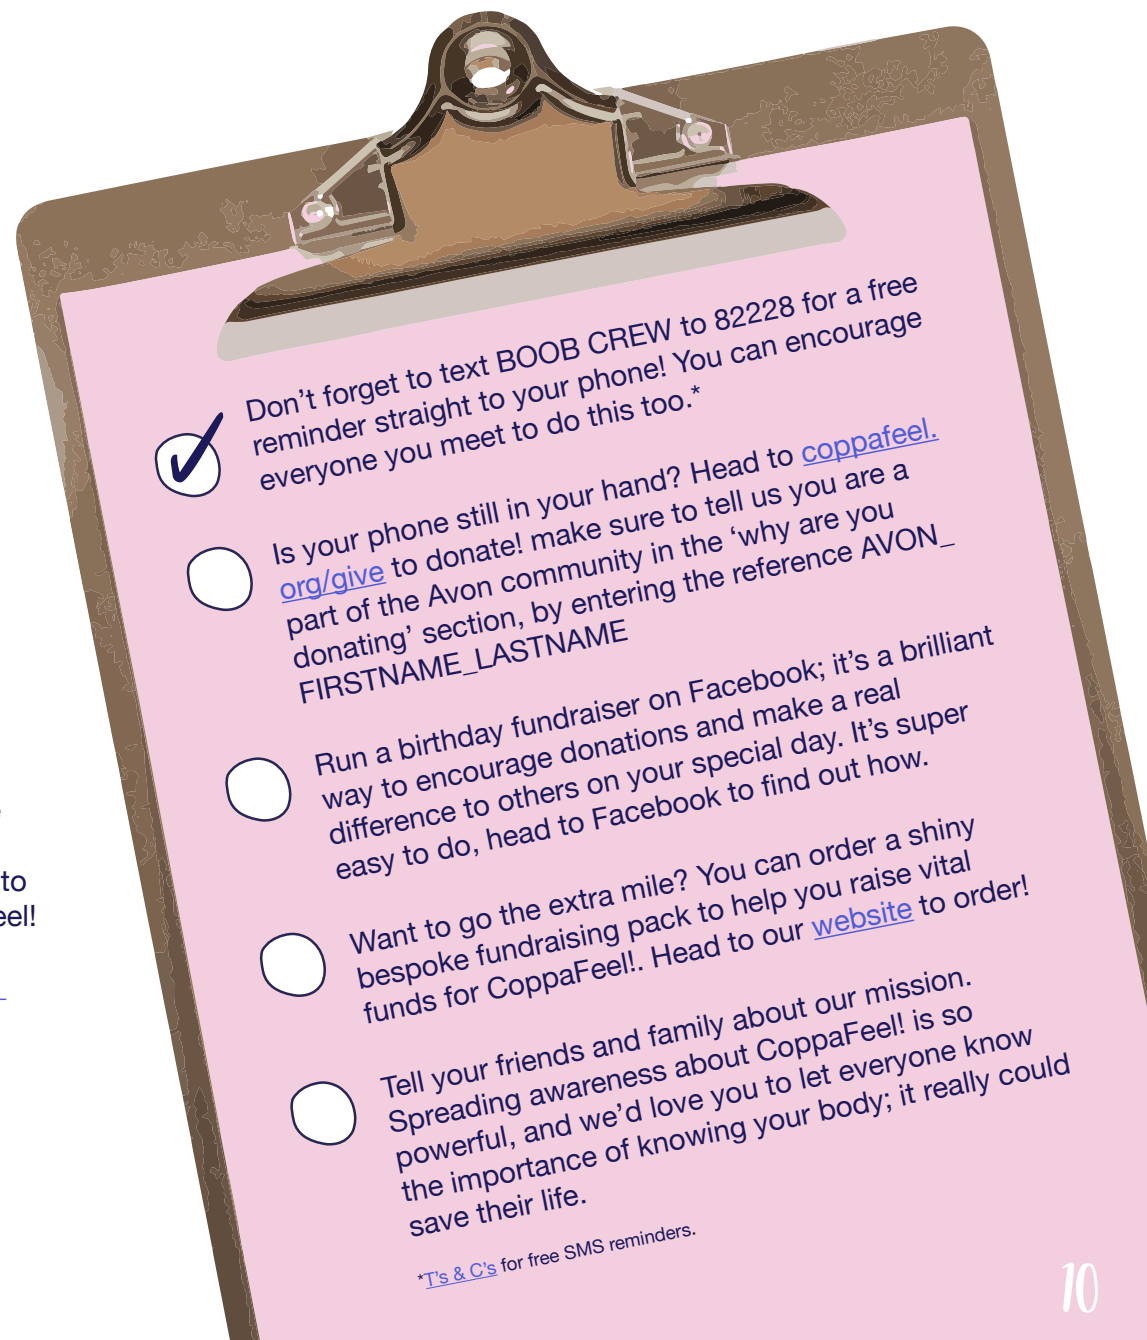 Don't forget to text BOOB CREW to 82228 for a free
reminder straight to your phone! You can encourage
everyone you meet to do this too.*
Is your phone still in your hand? Head to coppafeel.
org/give to donate! make sure to tell us you are a
part of the Avon community in the ‘why are you
donating’ section, by entering the reference AVON_
FIRSTNAME_LASTNAME
Run a birthday fundraiser on Facebook; it’s a brilliant
way to encourage donations and make a real
difference to others on your special day. It’s super
easy to do, head to Facebook to find out how.
Want to go the extra mile? You can order a shiny
bespoke fundraising pack to help you raise vital
funds for CoppaFeel!. Head to our website to order!
Tell your friends and family about our mission.
Spreading awareness about CoppaFeel! is so
powerful, and we’d love you to let everyone know
the importance of knowing your body; it really could
save their life.
*T’s & C’s for free SMS reminders.
to
eel!
10